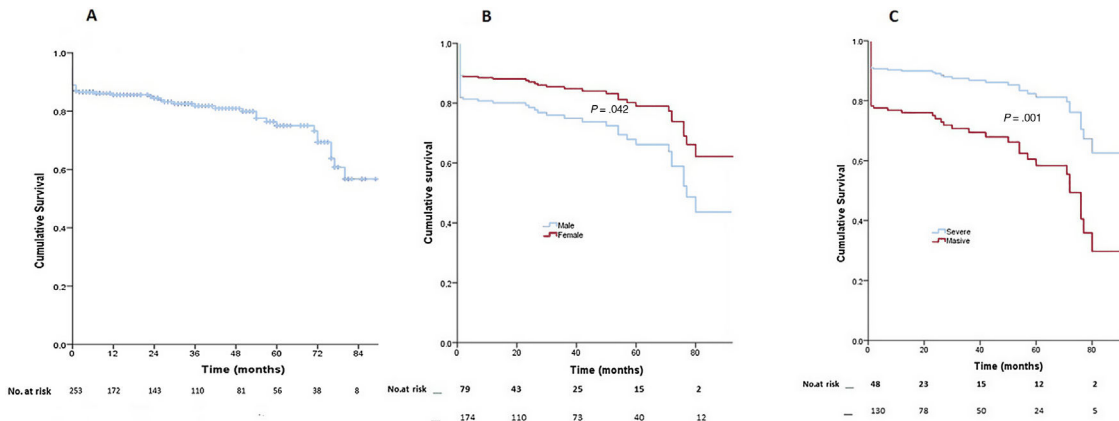 A
Cumulative Survival
1.0
0.8
0.6
0.4
0.2
0.0
0 12 24 36 48 60 72 84
Time (months)
No. at risk 253 172 143 110 81 56 38 8
B
Cumulative survival
1.0
0.8
0.6
0.4
0.2
0.0
P = .042
Male
Female
0 20 40 60 80
Time (months)
No.at risk 79 43 25 15 2
174 110 73 40 12
C
Cumulative Survival
1.0
0.8
0.6
0.4
0.2
0.0
P = .001
Severe
Masive
0 20 40 60 80
Time (months)
No.at risk 48 23 15 12 2
130 78 50 24 5